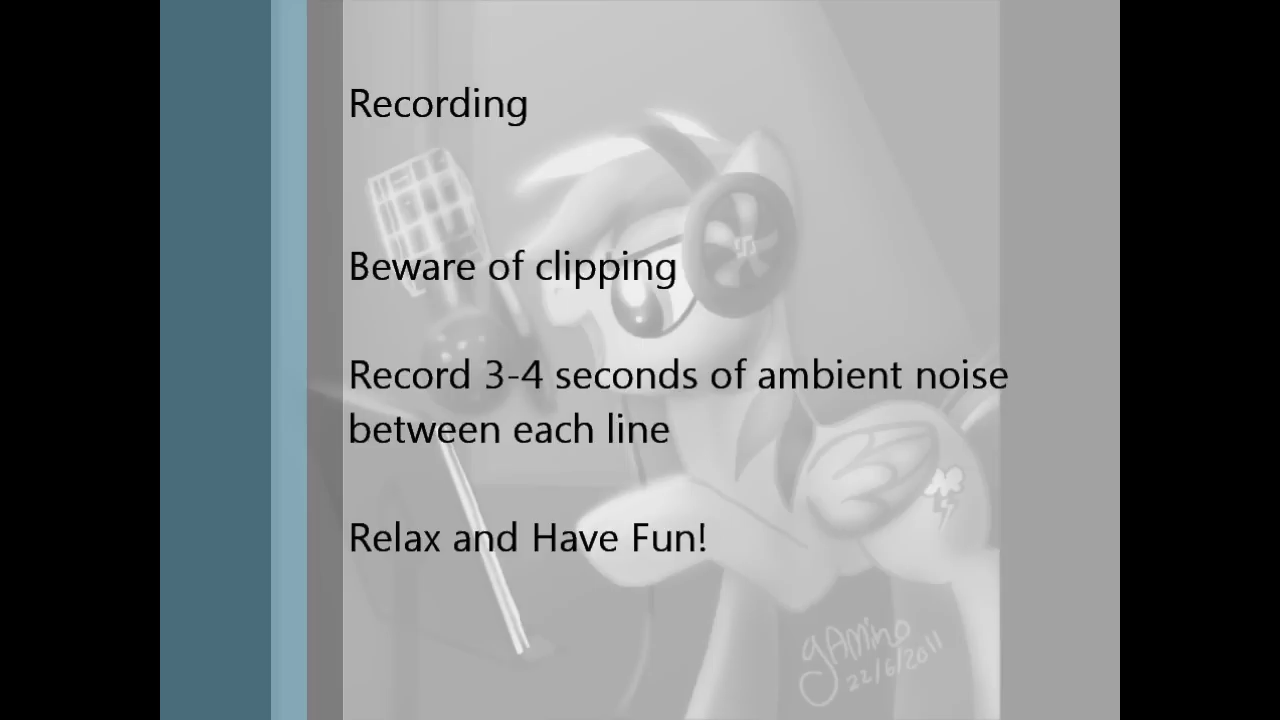 Recording
Beware of clipping
Record 3-4 seconds of ambient noise
between each line
Relax and Have Fun!
gAMino
22/6/2011